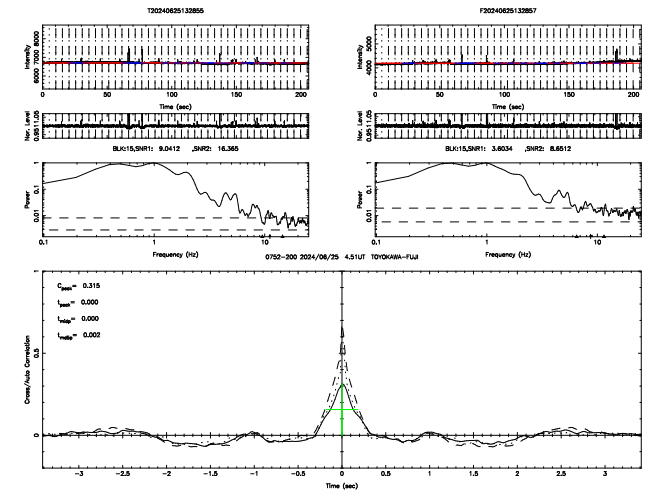 T20240625132855
F20240625132857
Intensity
6000 7000 8000
0 50 100 150 200
Time (sec)
Intensity
4000 5000
0 50 100 150 200
Time (sec)
Nor. Level
0.95 1 1.05
Nor. Level
0.95 1 1.05
BLK:15,SNR1: 9.0412 ,SNR2: 16.365
BLK:15,SNR1: 3.6034 ,SNR2: 8.6512
Power
1
0.1
0.01
0.1 1 10
Frequency (Hz)
Power
1
0.1
0.01
0.1 1 10
Frequency (Hz)
0752-200 2024/06/25 4.51UT TOYOKAWA-FUJI
Cross/Auto Correlation
1
0.5
0
Cpeak= 0.315
tpeak= 0.000
tmidp= 0.000
0.002
-3 -2.5 -2 -1.5 -1 -0.5 0 0.5 1 1.5 2 2.5 3
Time (sec)